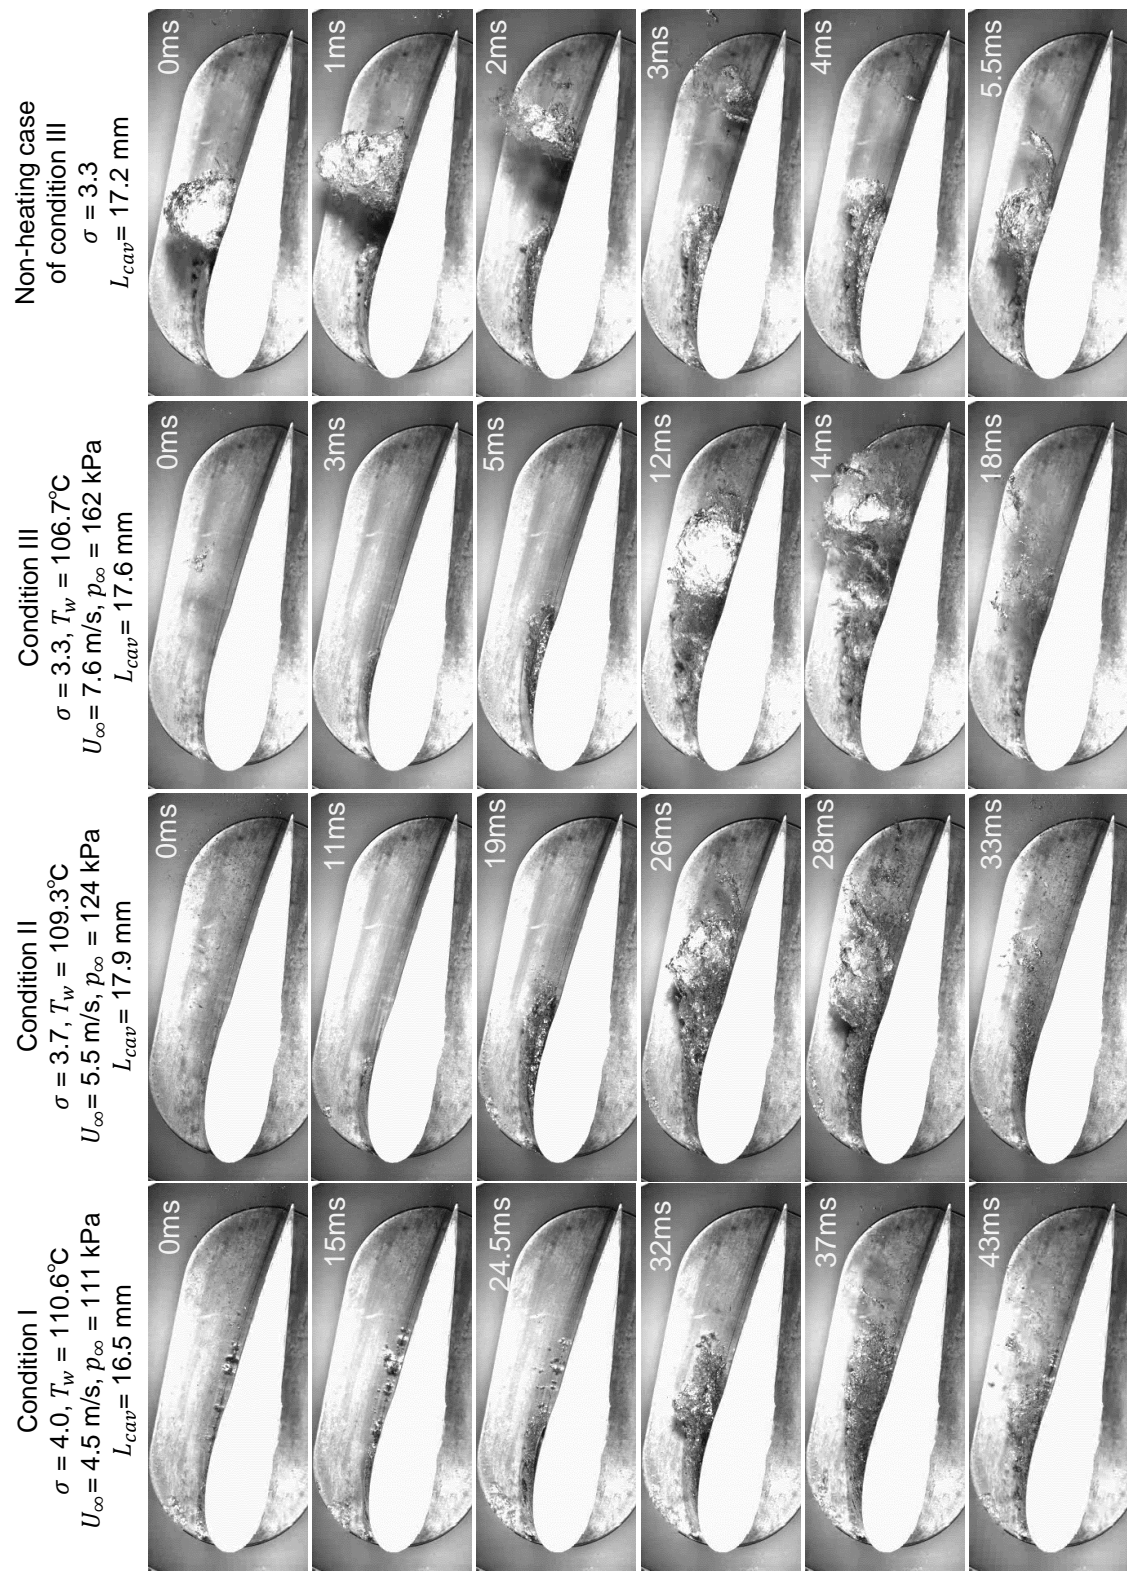 Non-heating case
of condition III
σ = 3.3
L_cav = 17.2 mm
0ms
1ms
2ms
3ms
4ms
5.5ms
Condition III
σ = 3.3, T_w = 106.7°C
U_∞ = 7.6 m/s, p_∞ = 162 kPa
L_cav = 17.6 mm
0ms
3ms
5ms
12ms
14ms
18ms
Condition II
σ = 3.7, T_w = 109.3°C
U_∞ = 5.5 m/s, p_∞ = 124 kPa
L_cav = 17.9 mm
0ms
11ms
19ms
26ms
28ms
33ms
Condition I
σ = 4.0, T_w = 110.6°C
U_∞ = 4.5 m/s, p_∞ = 111 kPa
L_cav = 16.5 mm
0ms
15ms
24.5ms
32ms
37ms
43ms